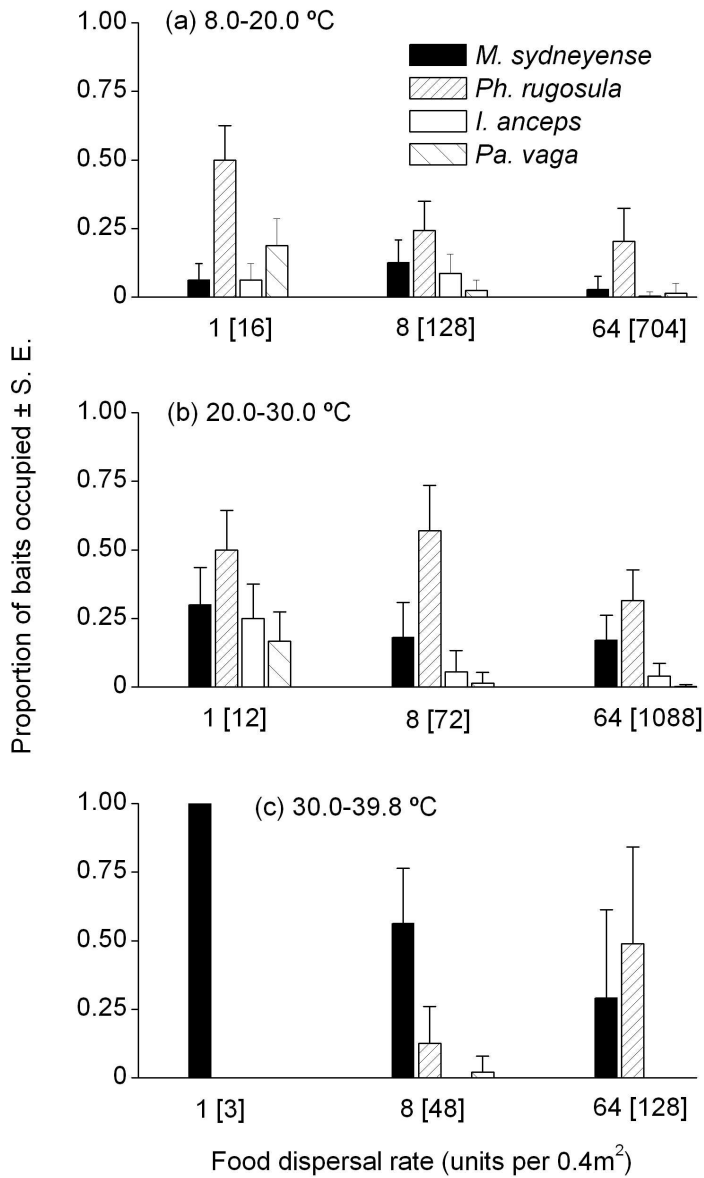 Proportion of baits occupied ± S. E.
(a) 8.0-20.0 ºC
M. sydneyense
Ph. rugosula
I. anceps
Pa. vaga
1.00
0.75
0.50
0.25
0
1 [16]
8 [128]
64 [704]
(b) 20.0-30.0 ºC
1.00
0.75
0.50
0.25
0
1 [12]
8 [72]
64 [1088]
(c) 30.0-39.8 ºC
1.00
0.75
0.50
0.25
0
1 [3]
8 [48]
64 [128]
Food dispersal rate (units per 0.4m²)